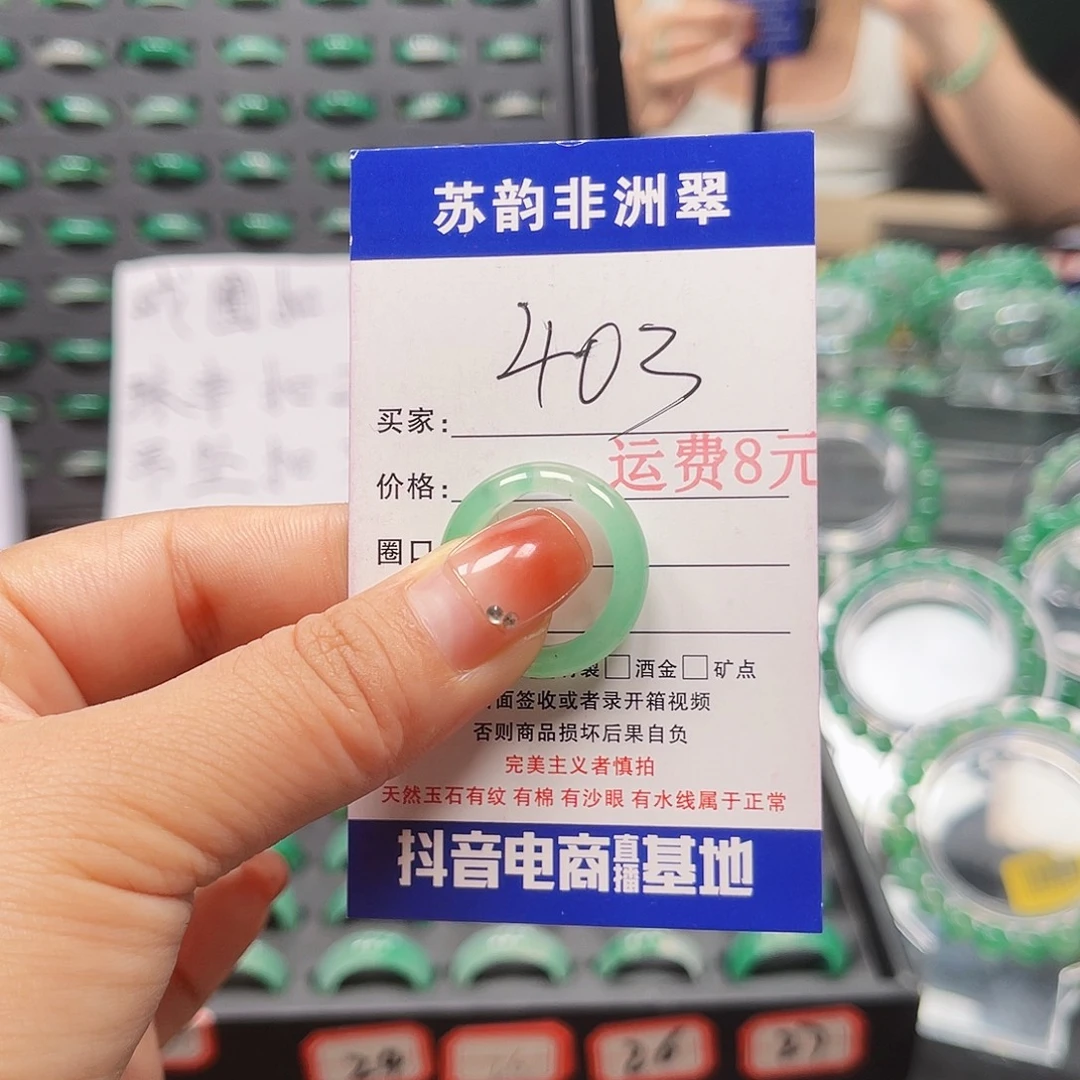 苏韵非洲翠
403
买家:
运费8元
价格:
圈口
酒金 矿点
面签收或者录开箱视频
否则商品损坏后果自负
完美主义者慎拍
天然玉石有纹 有棉 有沙眼 有水线属于正常
抖音电商直播基地
26
27